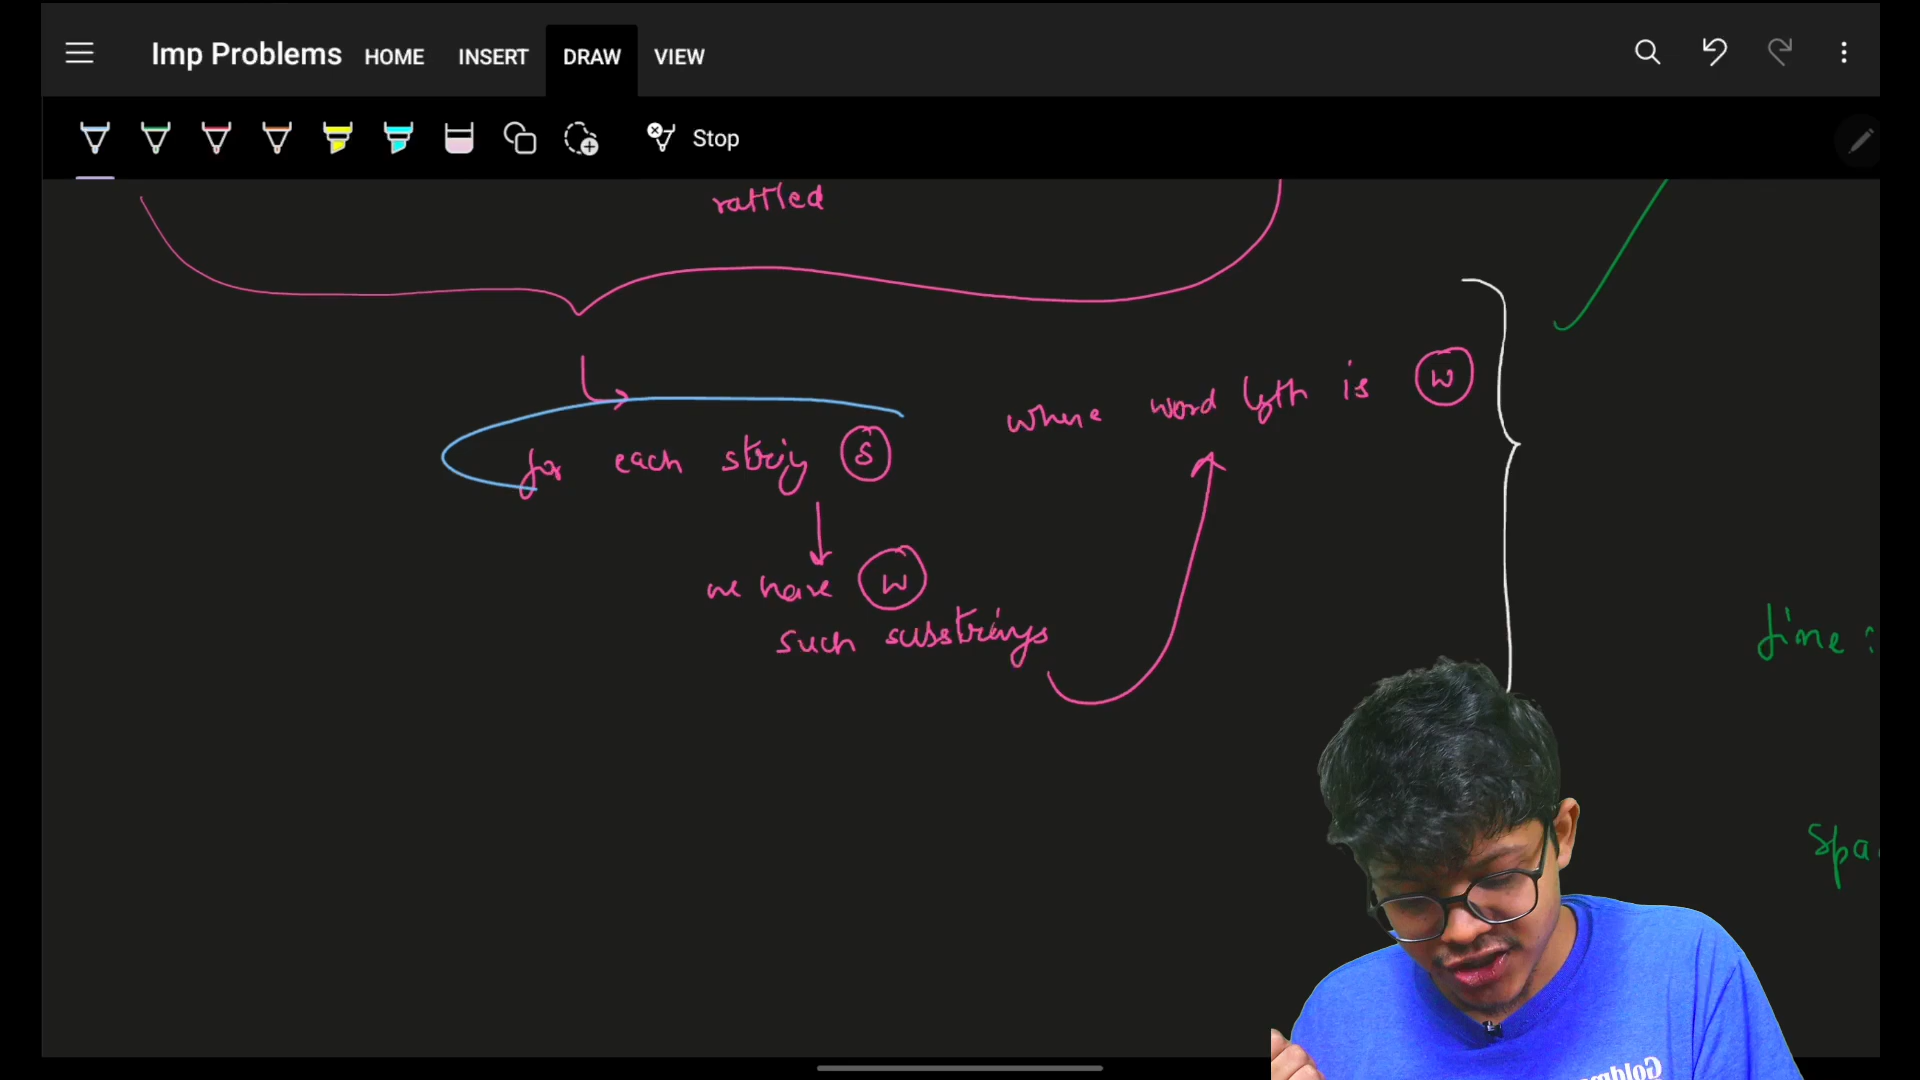 Imp Problems HOME INSERT DRAW VIEW
Stop
rattled
where word lgth is W
for each string S
we have W
such substrings
time :
Spa